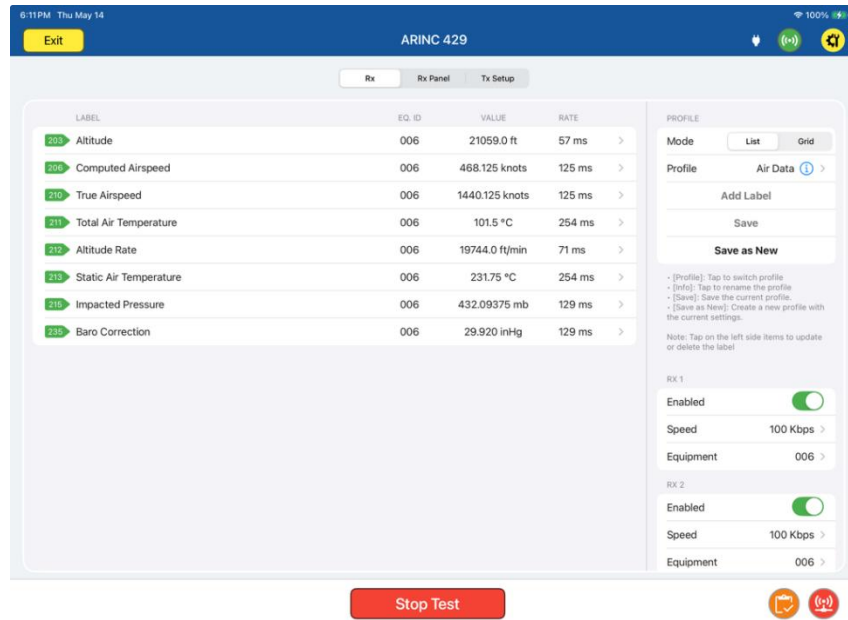 6:11PM Thu May 14
100%
Exit
ARINC 429
Rx Rx Panel Tx Setup
LABEL EQ. ID VALUE RATE
203 Altitude 006 21059.0 ft 57 ms
206 Computed Airspeed 006 468.125 knots 125 ms
210 True Airspeed 006 1440.125 knots 125 ms
211 Total Air Temperature 006 101.5 °C 254 ms
212 Altitude Rate 006 19744.0 ft/min 71 ms
213 Static Air Temperature 006 231.75 °C 254 ms
215 Impacted Pressure 006 432.09375 mb 129 ms
235 Baro Correction 006 29.920 inHg 129 ms
PROFILE
Mode List Grid
Profile Air Data
Add Label
Save
Save as New
- [Profile]: Tap to switch profile
- [Info]: Tap to rename the profile
- [Save]: Save the current profile.
- [Save as New]: Create a new profile with
the current settings.
Note: Tap on the left side items to update
or delete the label
RX 1
Enabled
Speed 100 Kbps
Equipment 006
RX 2
Enabled
Speed 100 Kbps
Equipment 006
Stop Test